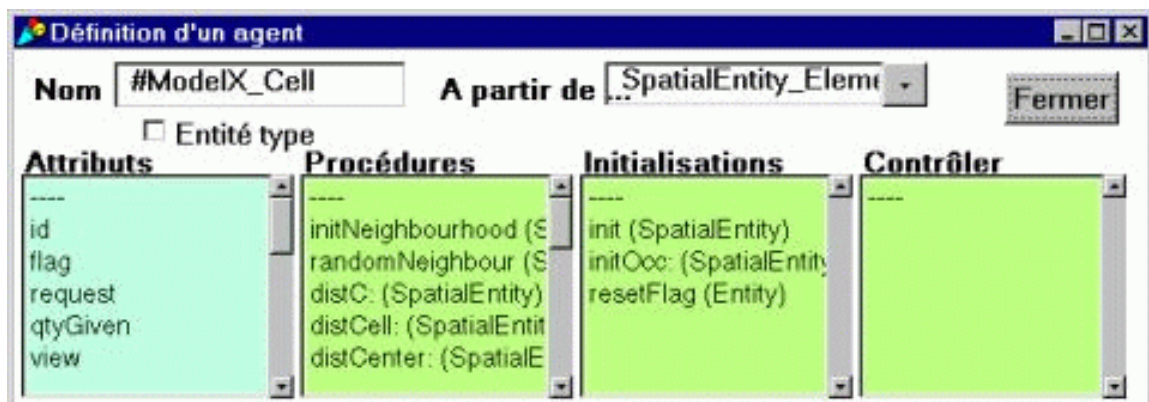 Définition d'un agent
Nom #ModelX_Cell A partir de ..._SpatialEntity_Eleme Fermer
Entité type
Attributs Procédures Initialisations Contrôler
---- ---- ---- ----
id initNeighbourhood (S init (SpatialEntity)
flag randomNeighbour (S initOcc: (SpatialEntity
request distC: (SpatialEntity) resetFlag (Entity)
qtyGiven distCell: (SpatialEntit
view distCenter: (SpatialE